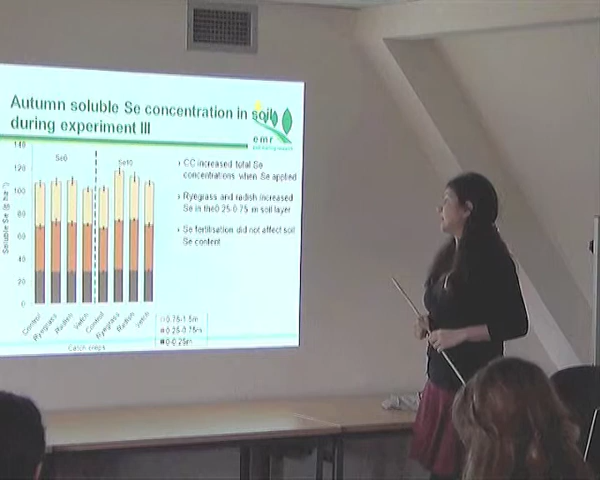 Autumn soluble Se concentration in soil
during experiment III
emr
140
120
100
80
60
40
20
0
Se0
Se10
› CC increased total Se
concentrations when Se applied
› Ryegrass and radish increased
Se in the 0.25-0.75 m soil layer
› Se fertilisation did not affect soil
Se content
Control
Ryegrass
Radish
Vetch
Control
Ryegrass
Radish
Vetch
Catch crops
0.75-1.5m
0.25-0.75m
0-0.25m